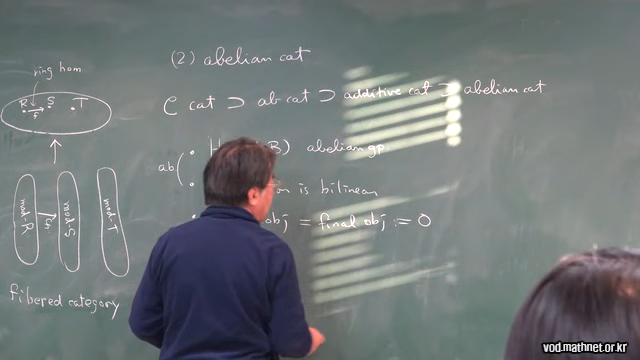 (2) abelian cat
ring hom
R → S T
f
C cat ⊃ ab cat ⊃ additive cat ⊃ abelian cat
ab ( • B) abelian gp
• is bilinear
obj = final obj := 0
mod-R mod-S mod-T
fibered category
vod.mathnet.or.kr